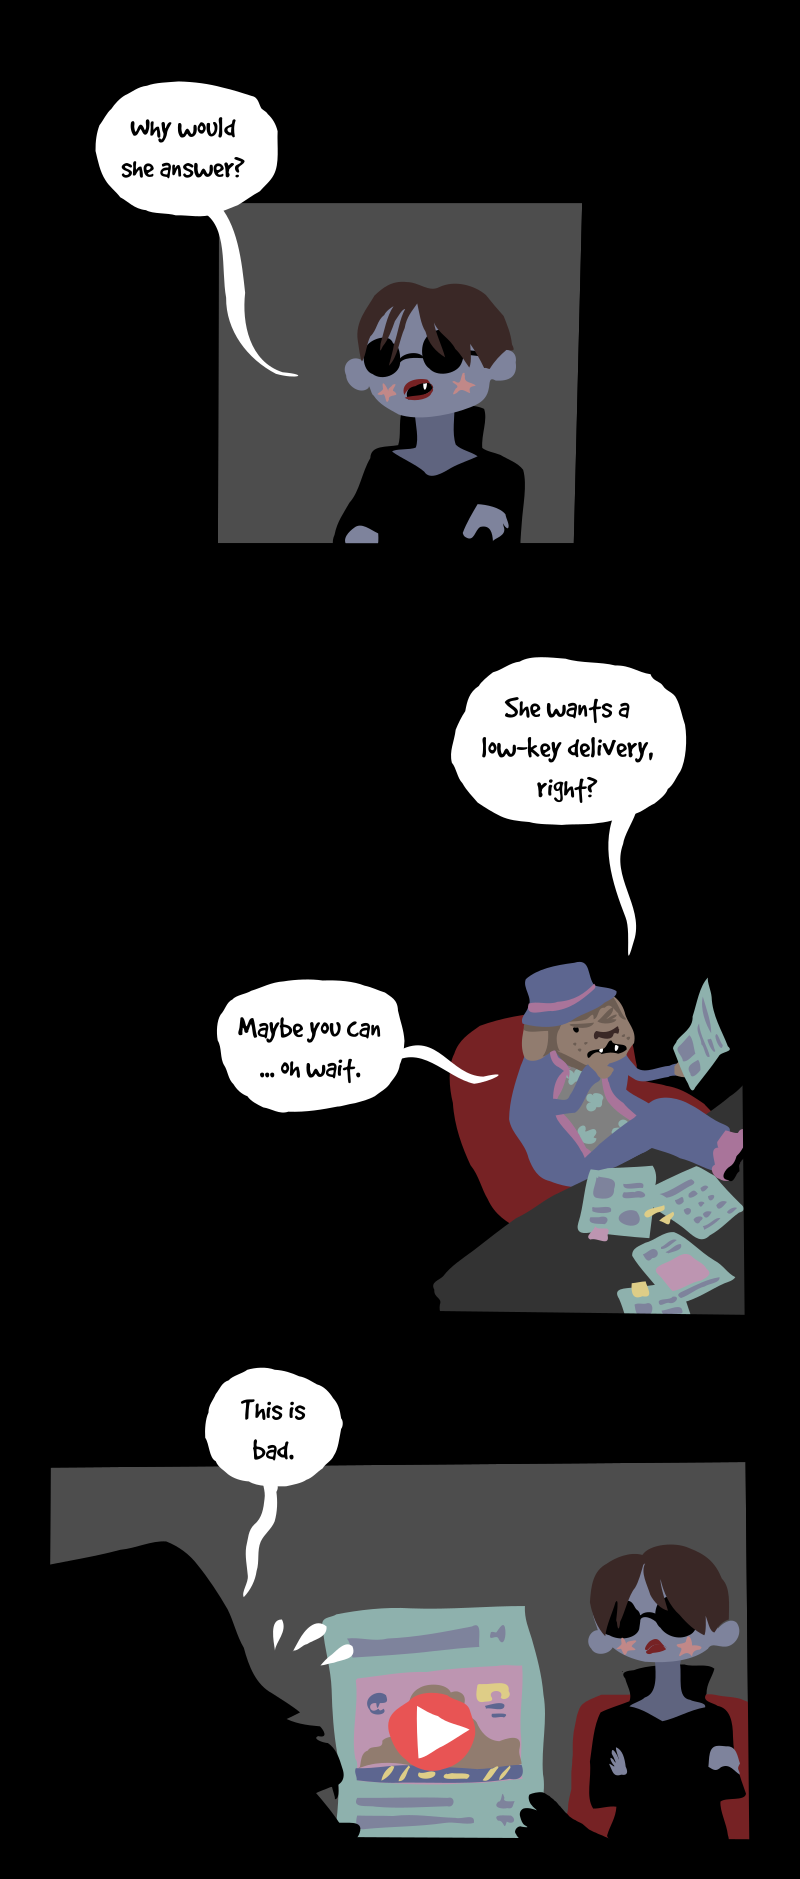 Why would
she answer?
She wants a
low-key delivery,
right?
Maybe you can
... oh wait.
This is
bad.